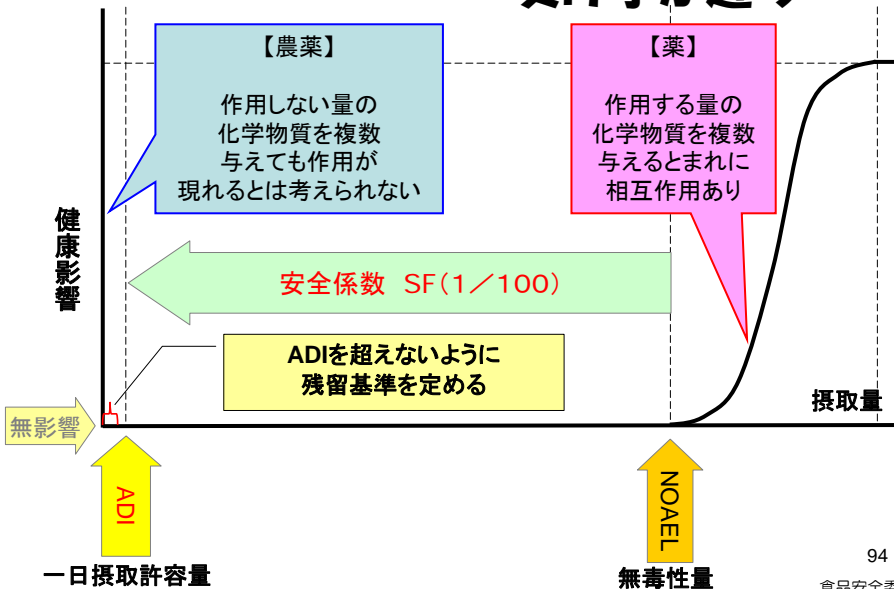 【農薬】
作用しない量の
化学物質を複数
与えても作用が
現れるとは考えられない
【薬】
作用する量の
化学物質を複数
与えるとまれに
相互作用あり
健康影響
安全係数 SF(1/100)
ADIを超えないように
残留基準を定める
摂取量
無影響
ADI
NOAEL
一日摂取許容量
無毒性量
94
食品安全委